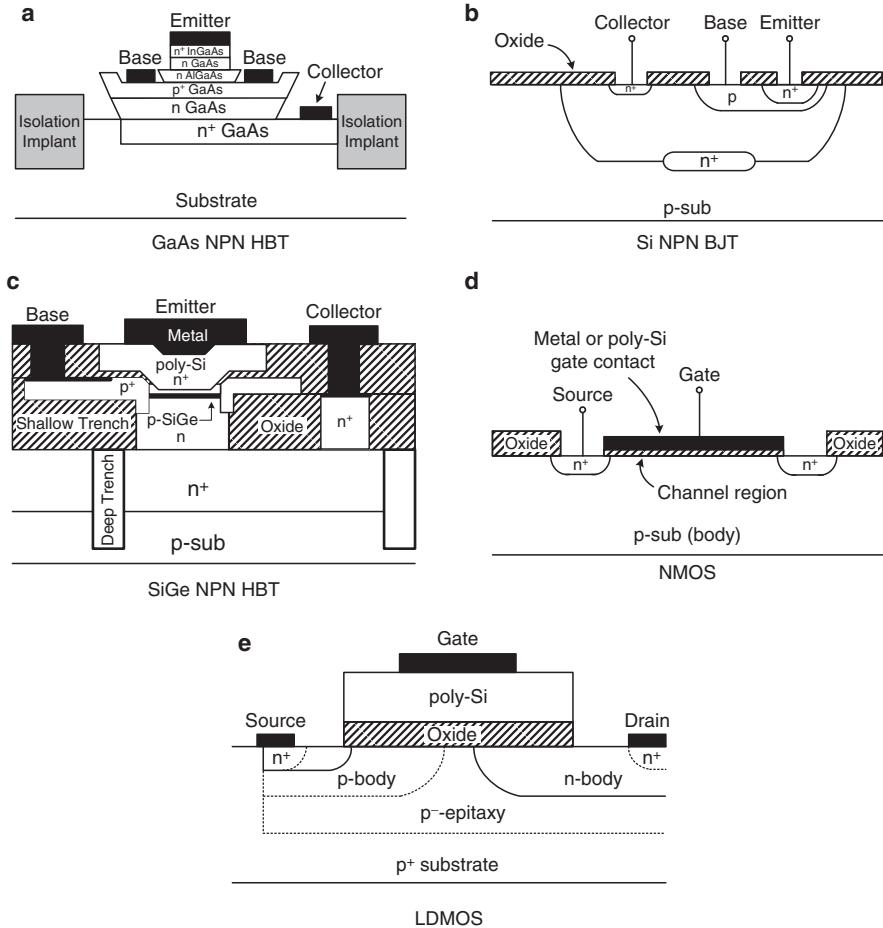 a
Emitter
Base
Base
Collector
n+ InGaAs
n GaAs
n AlGaAs
p+ GaAs
n GaAs
n+ GaAs
Isolation
Implant
Isolation
Implant
Substrate
GaAs NPN HBT
b
Collector
Base
Emitter
Oxide
n+
p
n+
n+
p-sub
Si NPN BJT
c
Base
Emitter
Collector
Metal
poly-Si
n+
p+
Shallow Trench
p-SiGe
n
Oxide
n+
Deep Trench
n+
p-sub
SiGe NPN HBT
d
Metal or poly-Si
gate contact
Source
Gate
Oxide
Oxide
n+
n+
Channel region
p-sub (body)
NMOS
e
Gate
poly-Si
Source
Oxide
Drain
n+
n+
p-body
n-body
p–-epitaxy
p+ substrate
LDMOS